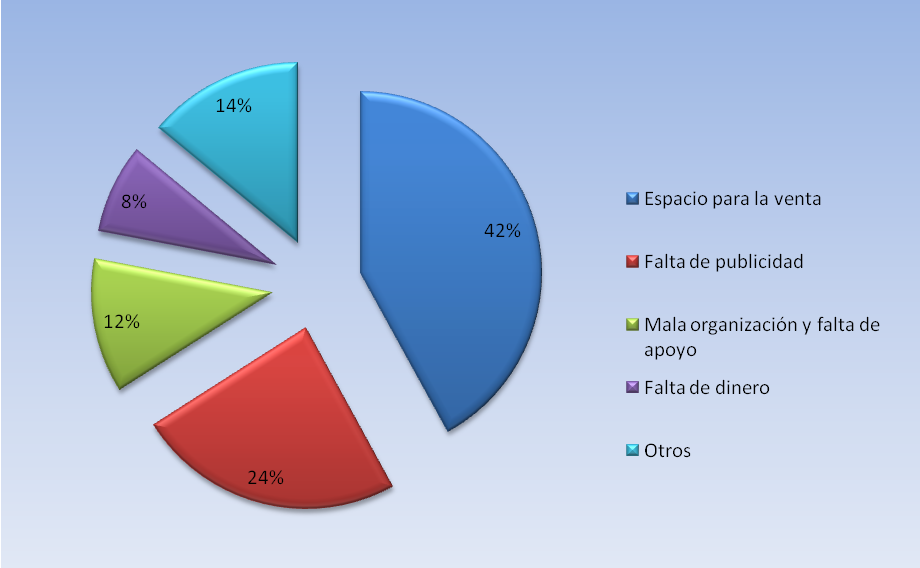 14%
8%
42%
12%
24%
Espacio para la venta
Falta de publicidad
Mala organización y falta de
apoyo
Falta de dinero
Otros